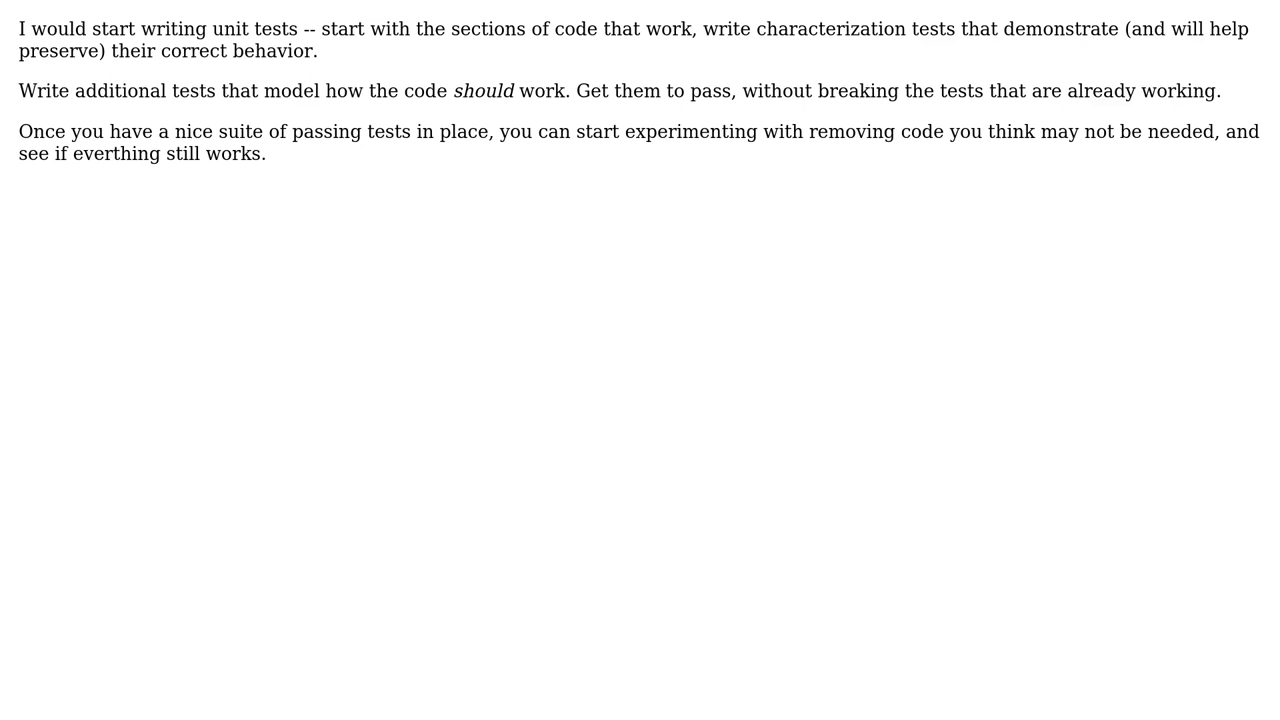 I would start writing unit tests -- start with the sections of code that work, write characterization tests that demonstrate (and will help
preserve) their correct behavior.
Write additional tests that model how the code should work. Get them to pass, without breaking the tests that are already working.
Once you have a nice suite of passing tests in place, you can start experimenting with removing code you think may not be needed, and
see if everthing still works.